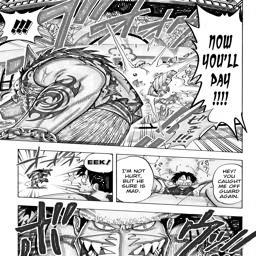 NOW
YOU'LL
PAY
!!!!
!!!
HEY!
YOU CAUGHT
ME OFF
GUARD
AGAIN.
EEK!
I'M NOT
HURT, BUT
HE SURE
IS MAD.